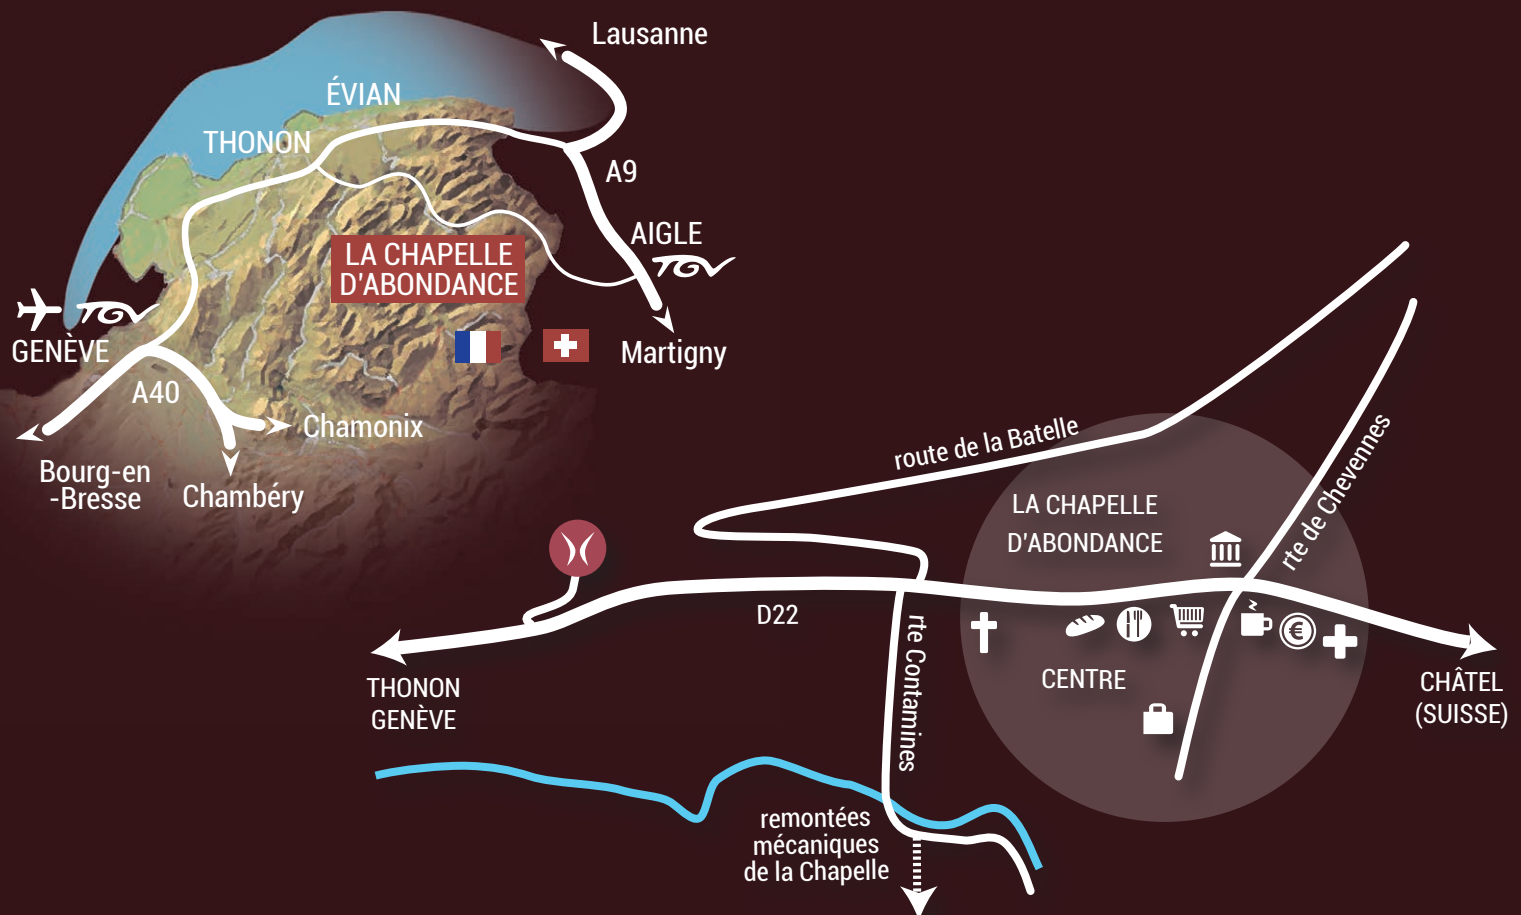 Lausanne
ÉVIAN
THONON
A9
AIGLE
TGV
LA CHAPELLE
D'ABONDANCE
TGV
GENÈVE
Martigny
A40
Chamonix
Bourg-en
-Bresse
Chambéry
route de la Batelle
rte de Chevennes
LA CHAPELLE
D'ABONDANCE
D22
rte Contamines
€
CENTRE
THONON
GENÈVE
CHÂTEL
(SUISSE)
remontées
mécaniques
de la Chapelle